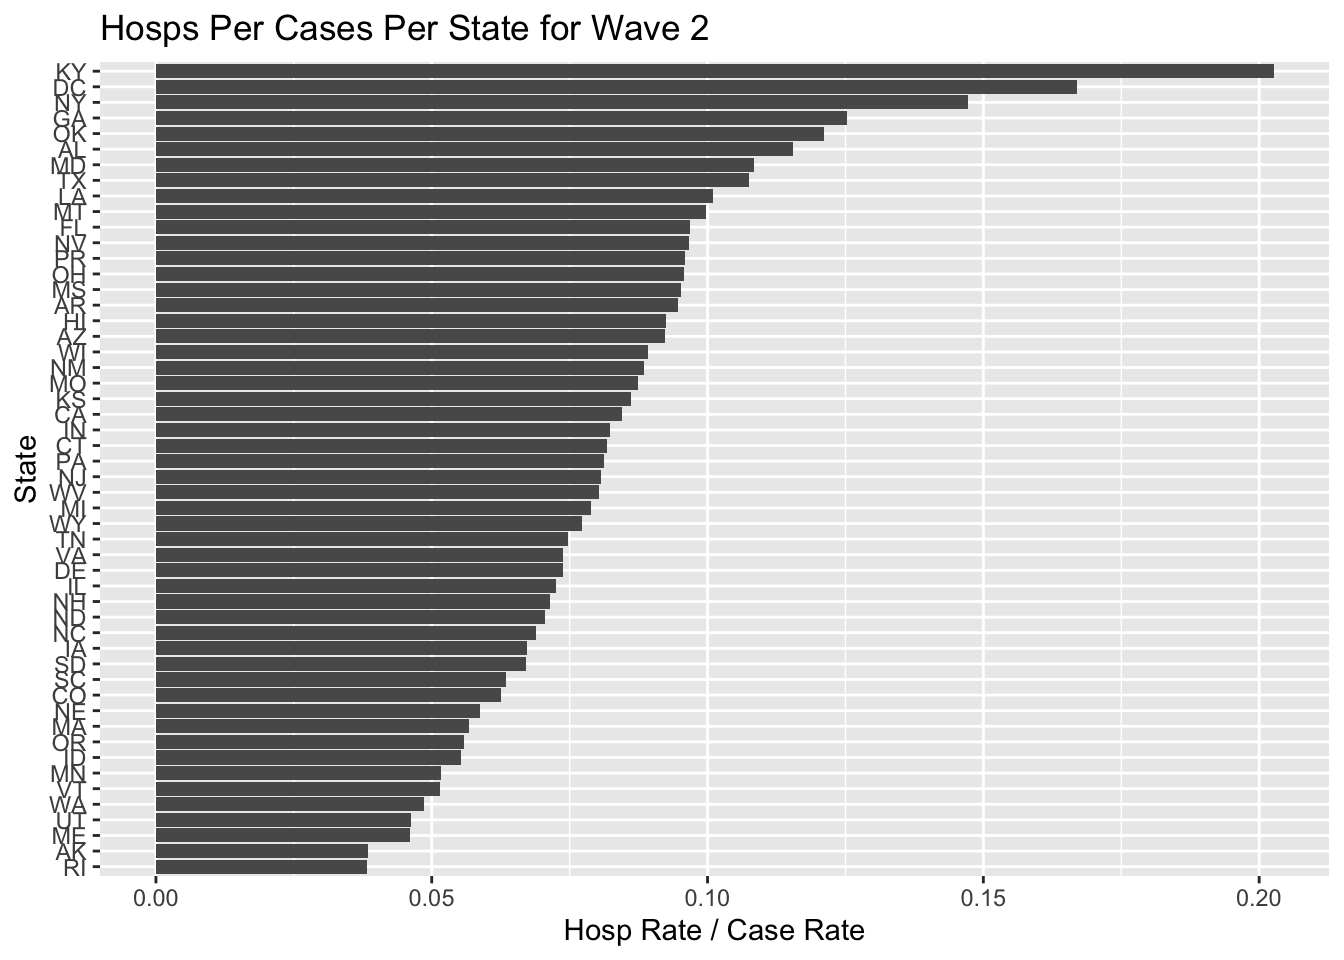 Hosps Per Cases Per State for Wave 2
KY
DC
NY
GA
OK
AL
MD
TX
LA
MT
FL
NV
PR
OH
MS
AR
HI
AZ
WI
NM
MO
KS
CA
IN
CT
PA
NJ
WV
MI
WY
TN
VA
DE
IL
NH
ND
NC
IA
SD
SC
CO
NE
MA
OR
ID
MN
VT
WA
UT
ME
AK
RI
State
0.00 0.05 0.10 0.15 0.20
Hosp Rate / Case Rate